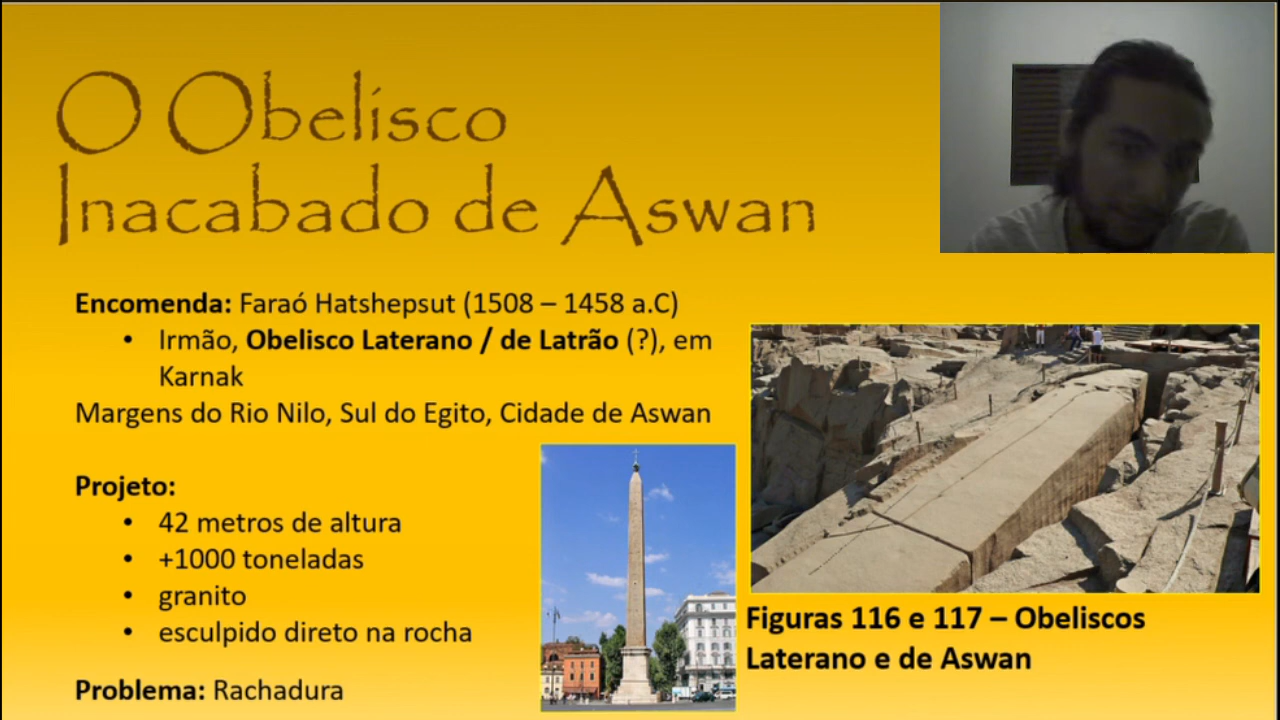 O Obelisco
Inacabado de Aswan
Encomenda: Faraó Hatshepsut (1508 – 1458 a.C)
• Irmão, Obelisco Laterano / de Latrão (?), em
Karnak
Margens do Rio Nilo, Sul do Egito, Cidade de Aswan
Projeto:
• 42 metros de altura
• +1000 toneladas
• granito
• esculpido direto na rocha
Problema: Rachadura
Figuras 116 e 117 – Obeliscos
Laterano e de Aswan